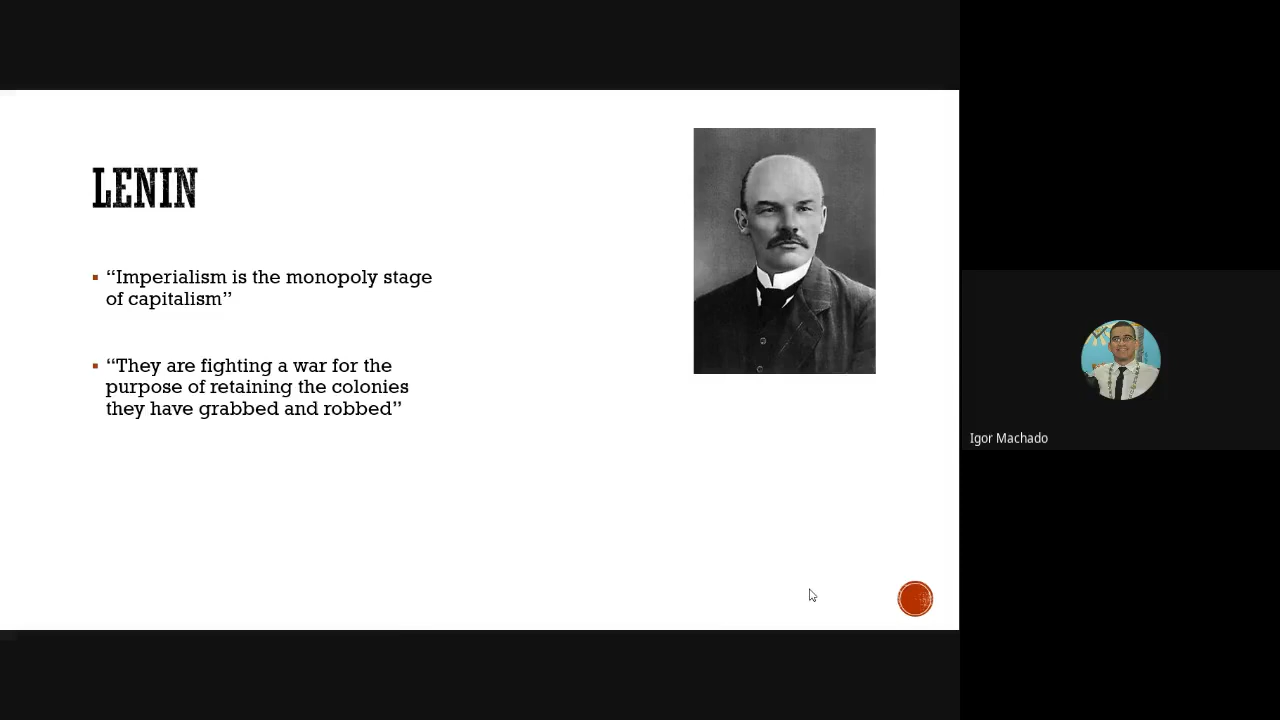 LENIN
“Imperialism is the monopoly stage
of capitalism”
“They are fighting a war for the
purpose of retaining the colonies
they have grabbed and robbed”
Igor Machado